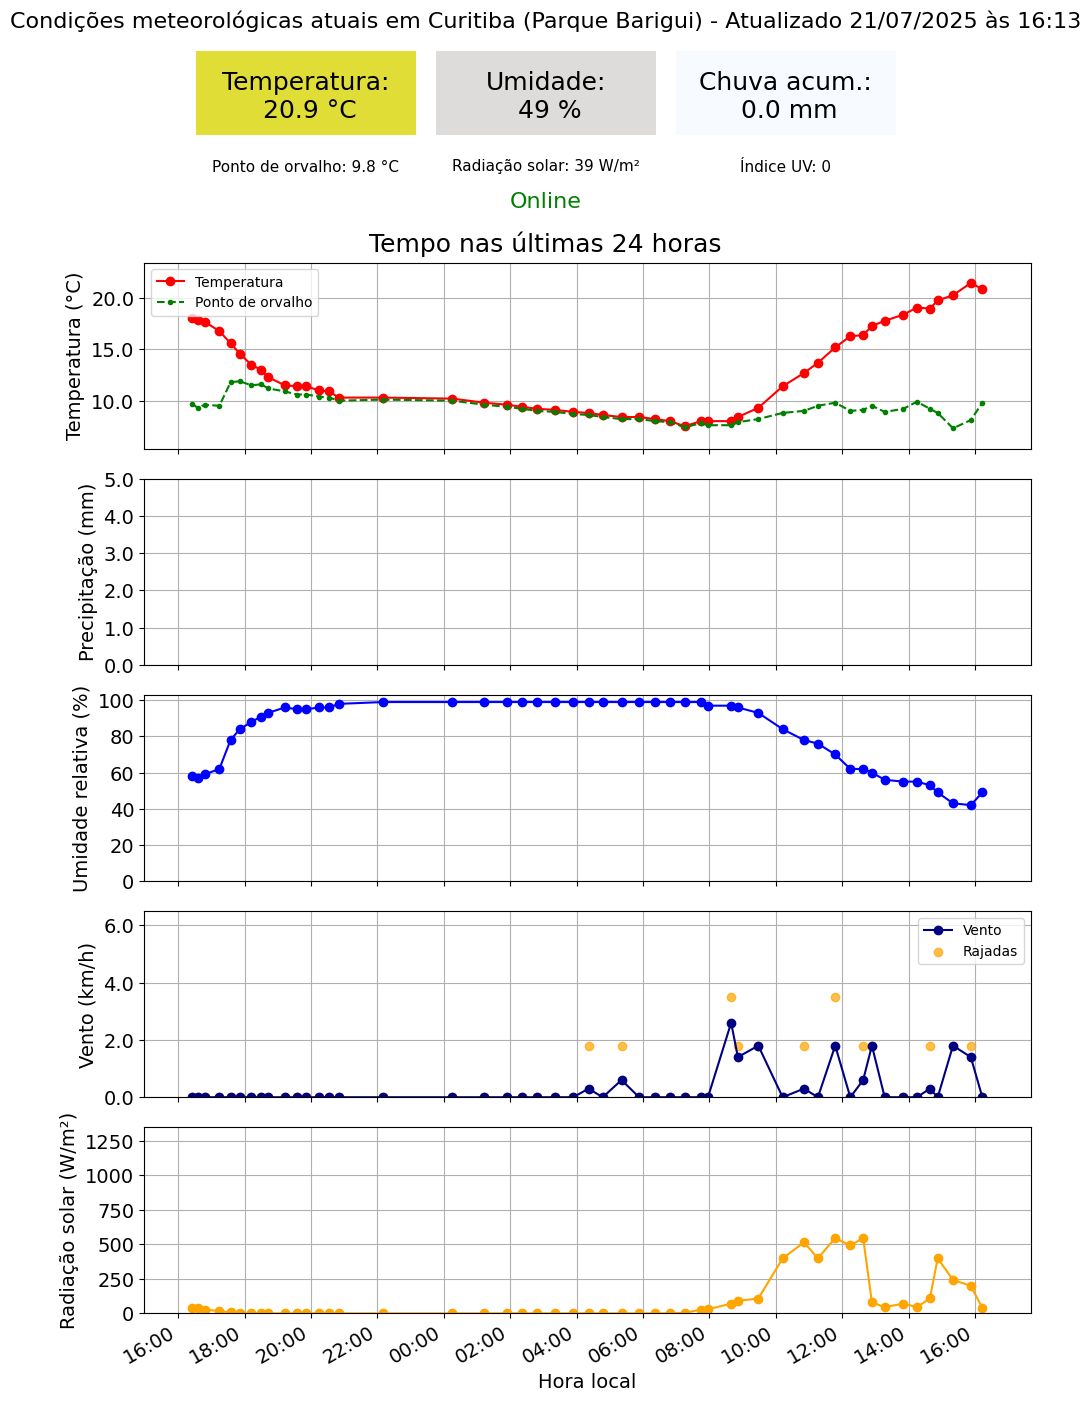 Condições meteorológicas atuais em Curitiba (Parque Barigui) - Atualizado 21/07/2025 às 16:13
Temperatura:
20.9 °C
Umidade:
49 %
Chuva acum.:
0.0 mm
Ponto de orvalho: 9.8 °C
Radiação solar: 39 W/m²
Índice UV: 0
Online
Tempo nas últimas 24 horas
Temperatura (°C)
20.0
15.0
10.0
Temperatura
Ponto de orvalho
Precipitação (mm)
5.0
4.0
3.0
2.0
1.0
0.0
Umidade relativa (%)
100
80
60
40
20
0
Vento (km/h)
6.0
4.0
2.0
0.0
Vento
Rajadas
Radiação solar (W/m²)
1250
1000
750
500
250
0
16:00
18:00
20:00
22:00
00:00
02:00
04:00
06:00
08:00
10:00
12:00
14:00
16:00
Hora local